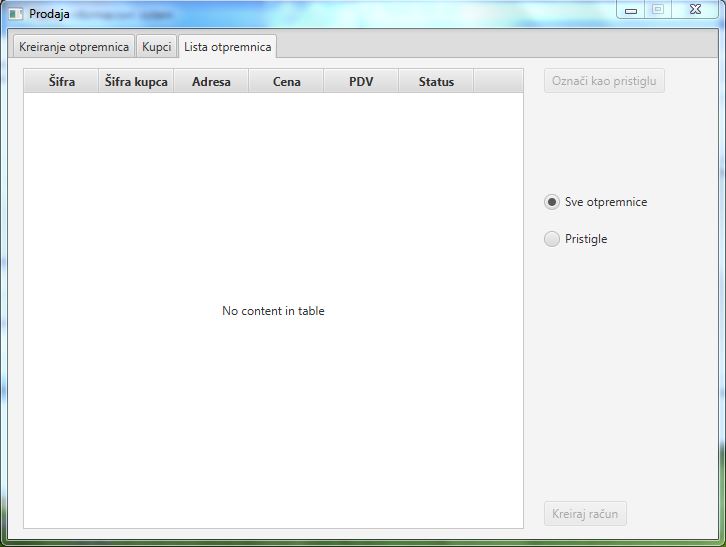 Prodaja
Kreiranje otpremnica Kupci Lista otpremnica
Šifra Šifra kupca Adresa Cena PDV Status
Označi kao pristiglu
Sve otpremnice
Pristigle
No content in table
Kreiraj račun